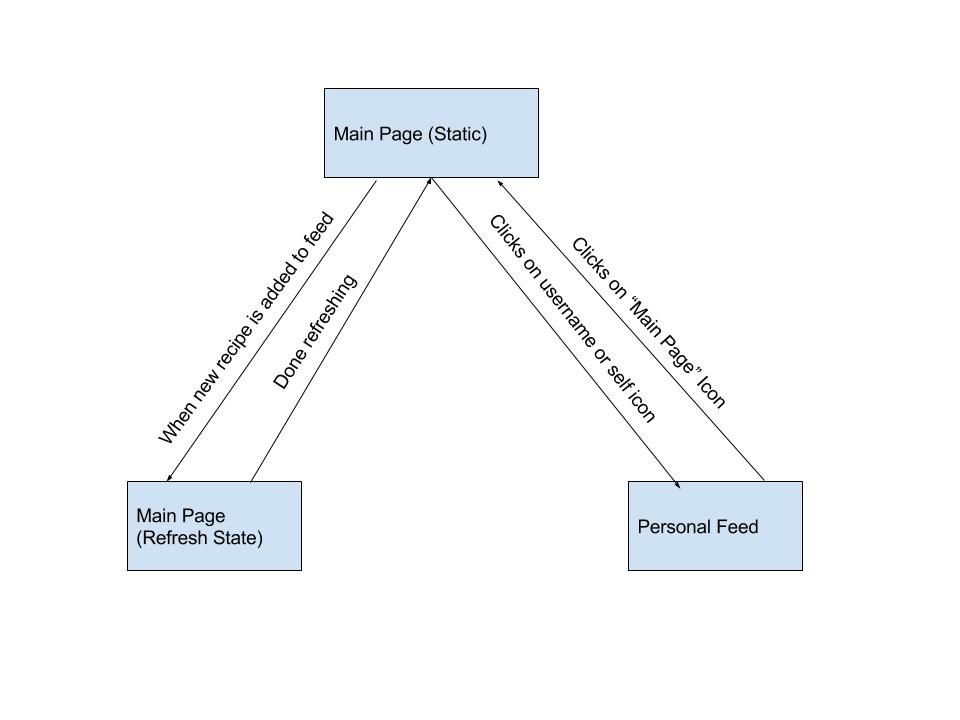 Main Page (Static)
When new recipe is added to feed
Done refreshing
Clicks on username or self icon
Clicks on “Main Page” Icon
Main Page
(Refresh State)
Personal Feed